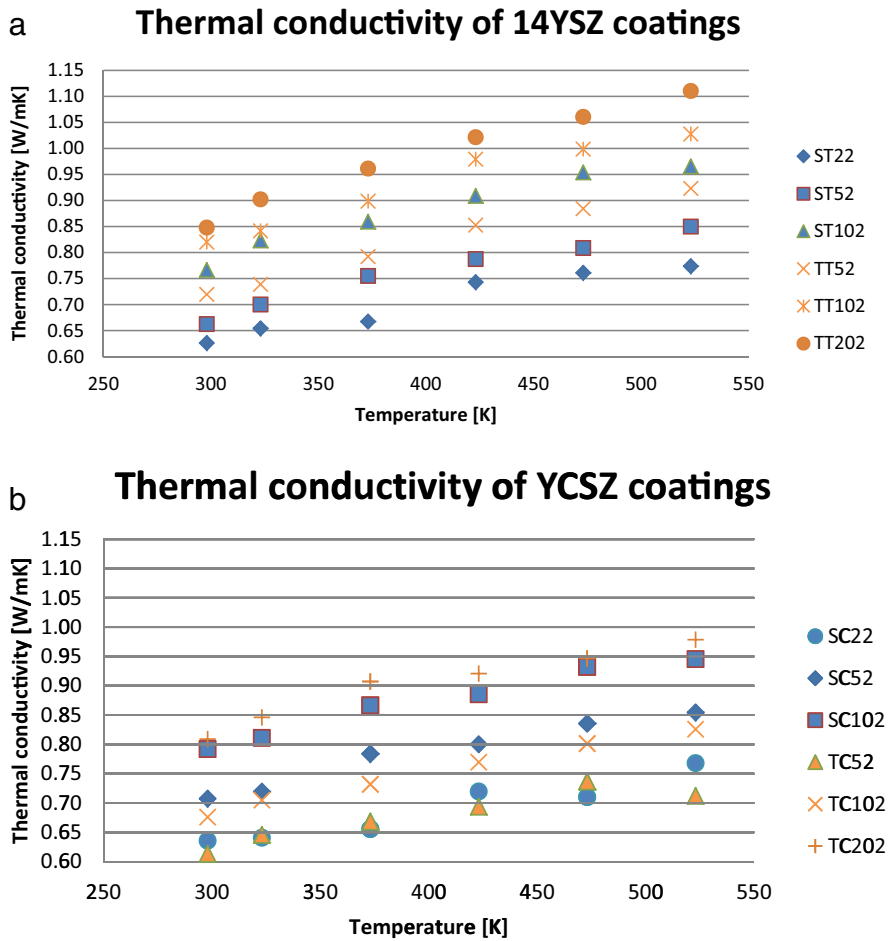 a
Thermal conductivity of 14YSZ coatings
Thermal conductivity [W/mK]
1.15
1.10
1.05
1.00
0.95
0.90
0.85
0.80
0.75
0.70
0.65
0.60
250 300 350 400 450 500 550
Temperature [K]
ST22
ST52
ST102
TT52
TT102
TT202
b
Thermal conductivity of YCSZ coatings
Thermal conductivity [W/mK]
1.15
1.10
1.05
1.00
0.95
0.90
0.85
0.80
0.75
0.70
0.65
0.60
250 300 350 400 450 500 550
Temperature [K]
SC22
SC52
SC102
TC52
TC102
TC202